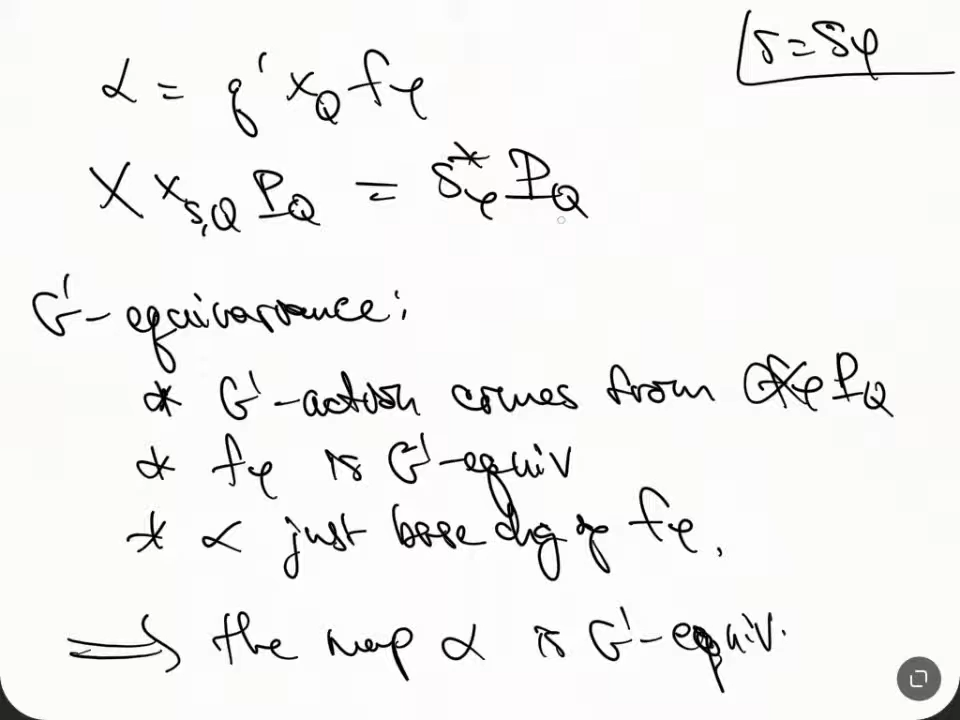 δ = δφ
α = q' ×_Q f_φ
X ×_{δ,Q} P_Q = δ_φ^* P_Q
G'-equivariance:
* G'-action comes from G×_φ P_Q
* f_φ is G'-equiv
* α just base chg of f_φ.
⟹ the map α is G'-equiv.